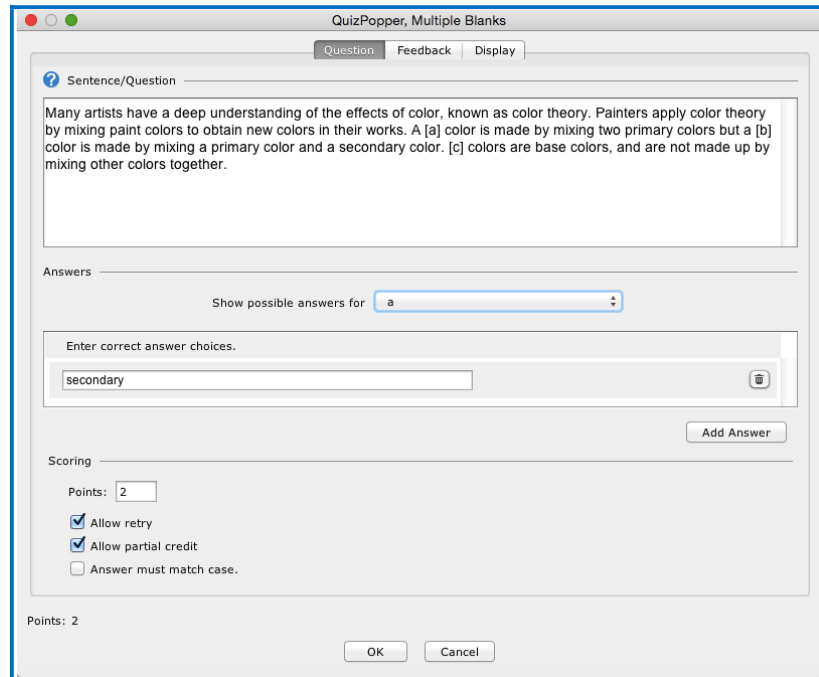 QuizPopper, Multiple Blanks
Question Feedback Display
? Sentence/Question
Many artists have a deep understanding of the effects of color, known as color theory. Painters apply color theory
by mixing paint colors to obtain new colors in their works. A [a] color is made by mixing two primary colors but a [b]
color is made by mixing a primary color and a secondary color. [c] colors are base colors, and are not made up by
mixing other colors together.
Answers
Show possible answers for a
Enter correct answer choices.
secondary
Add Answer
Scoring
Points: 2
Allow retry
Allow partial credit
Answer must match case.
Points: 2
OK Cancel